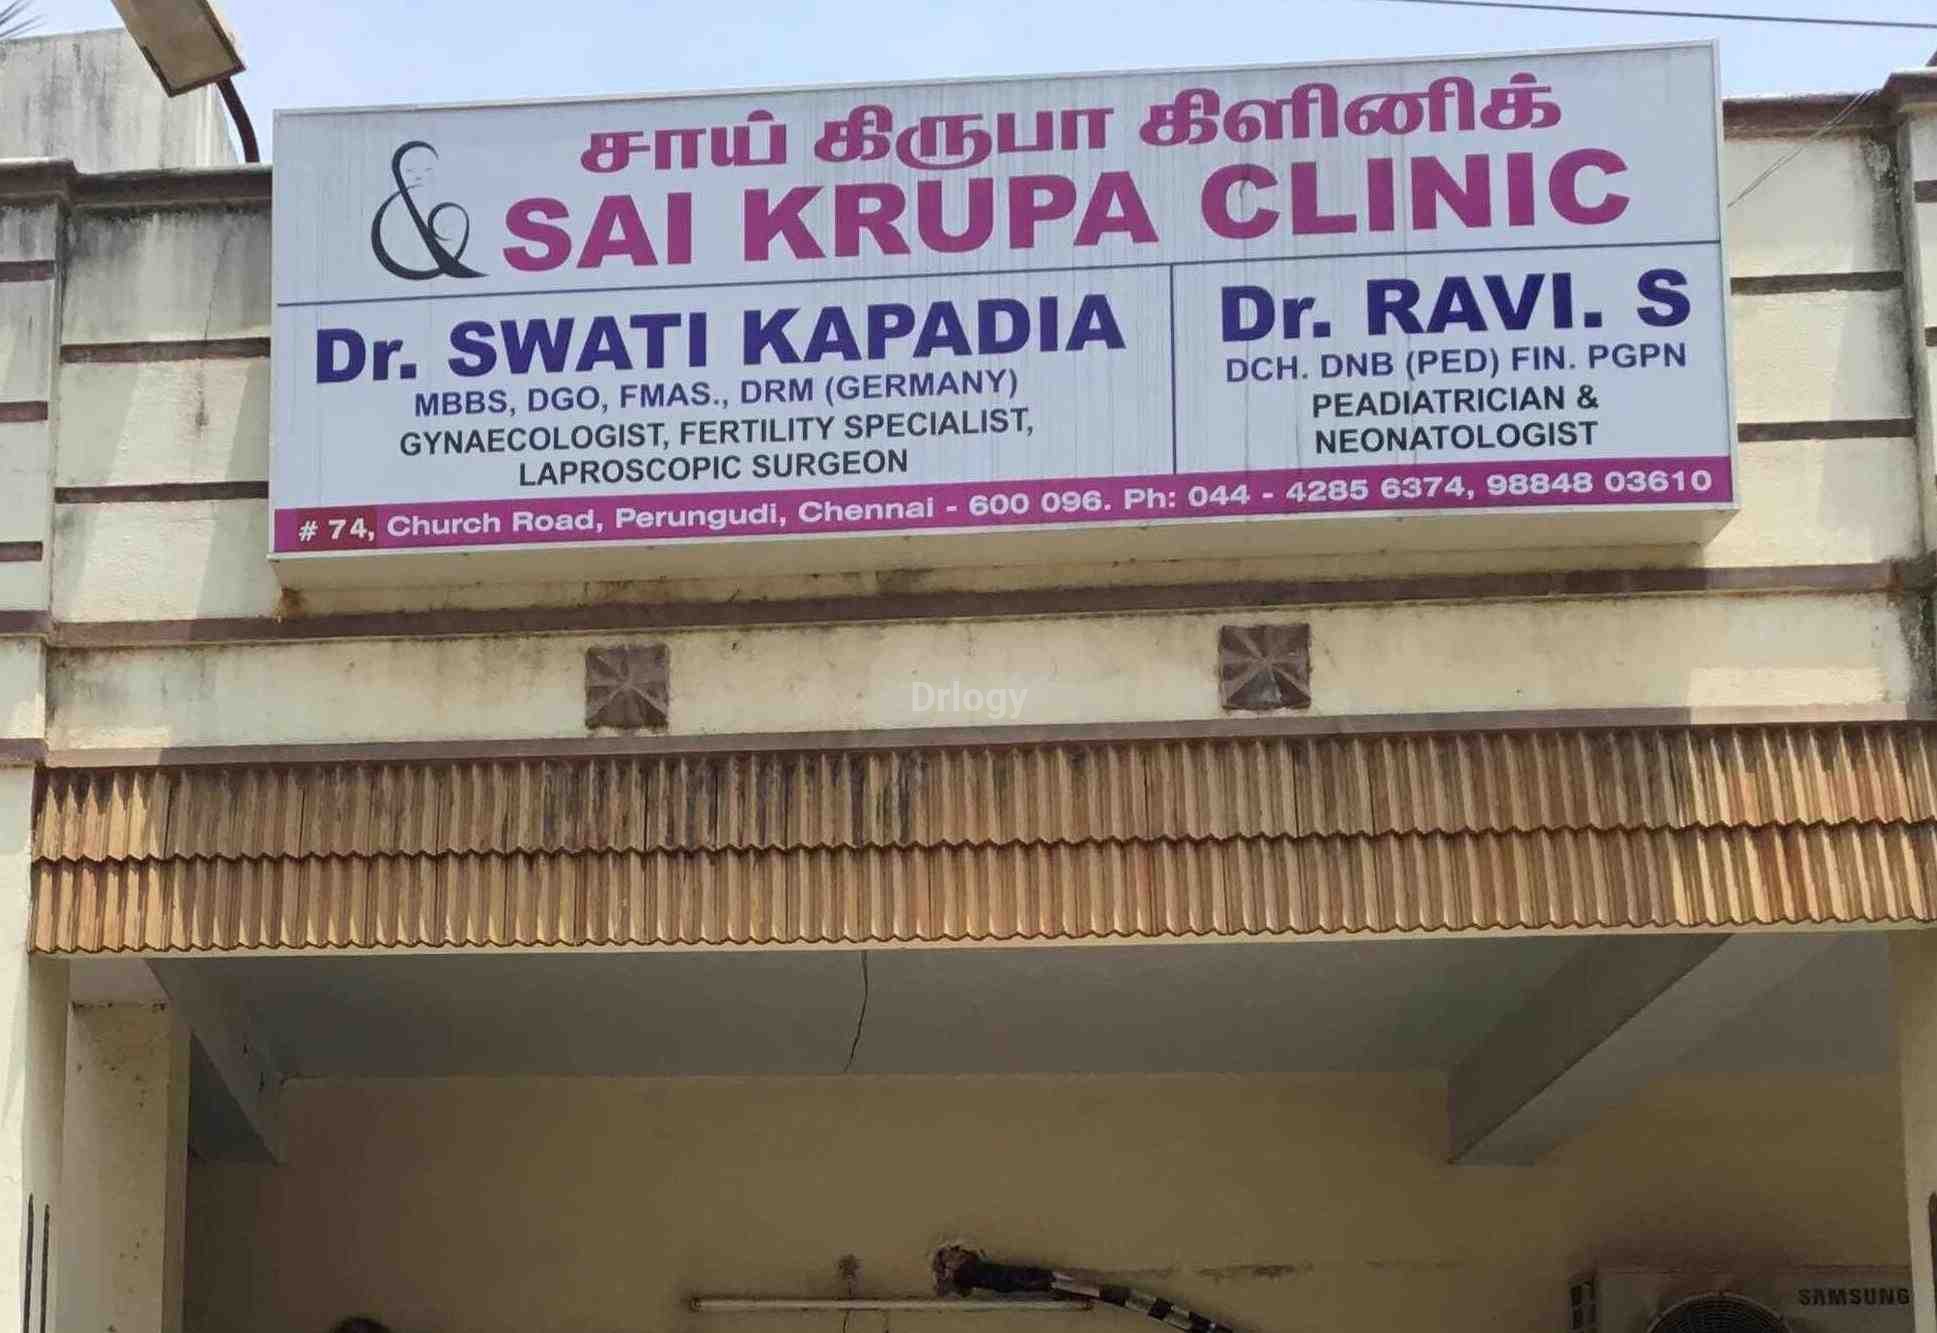 சாய் கிருபா கிளினிக்
SAI KRUPA CLINIC
Dr. SWATI KAPADIA
MBBS, DGO, FMAS., DRM (GERMANY)
GYNAECOLOGIST, FERTILITY SPECIALIST,
LAPROSCOPIC SURGEON
Dr. RAVI. S
DCH. DNB (PED) FIN. PGPN
PEADIATRICIAN &
NEONATOLOGIST
# 74, Church Road, Perungudi, Chennai - 600 096. Ph: 044 - 4285 6374, 98848 03610
Drlogy
SAMSUNG